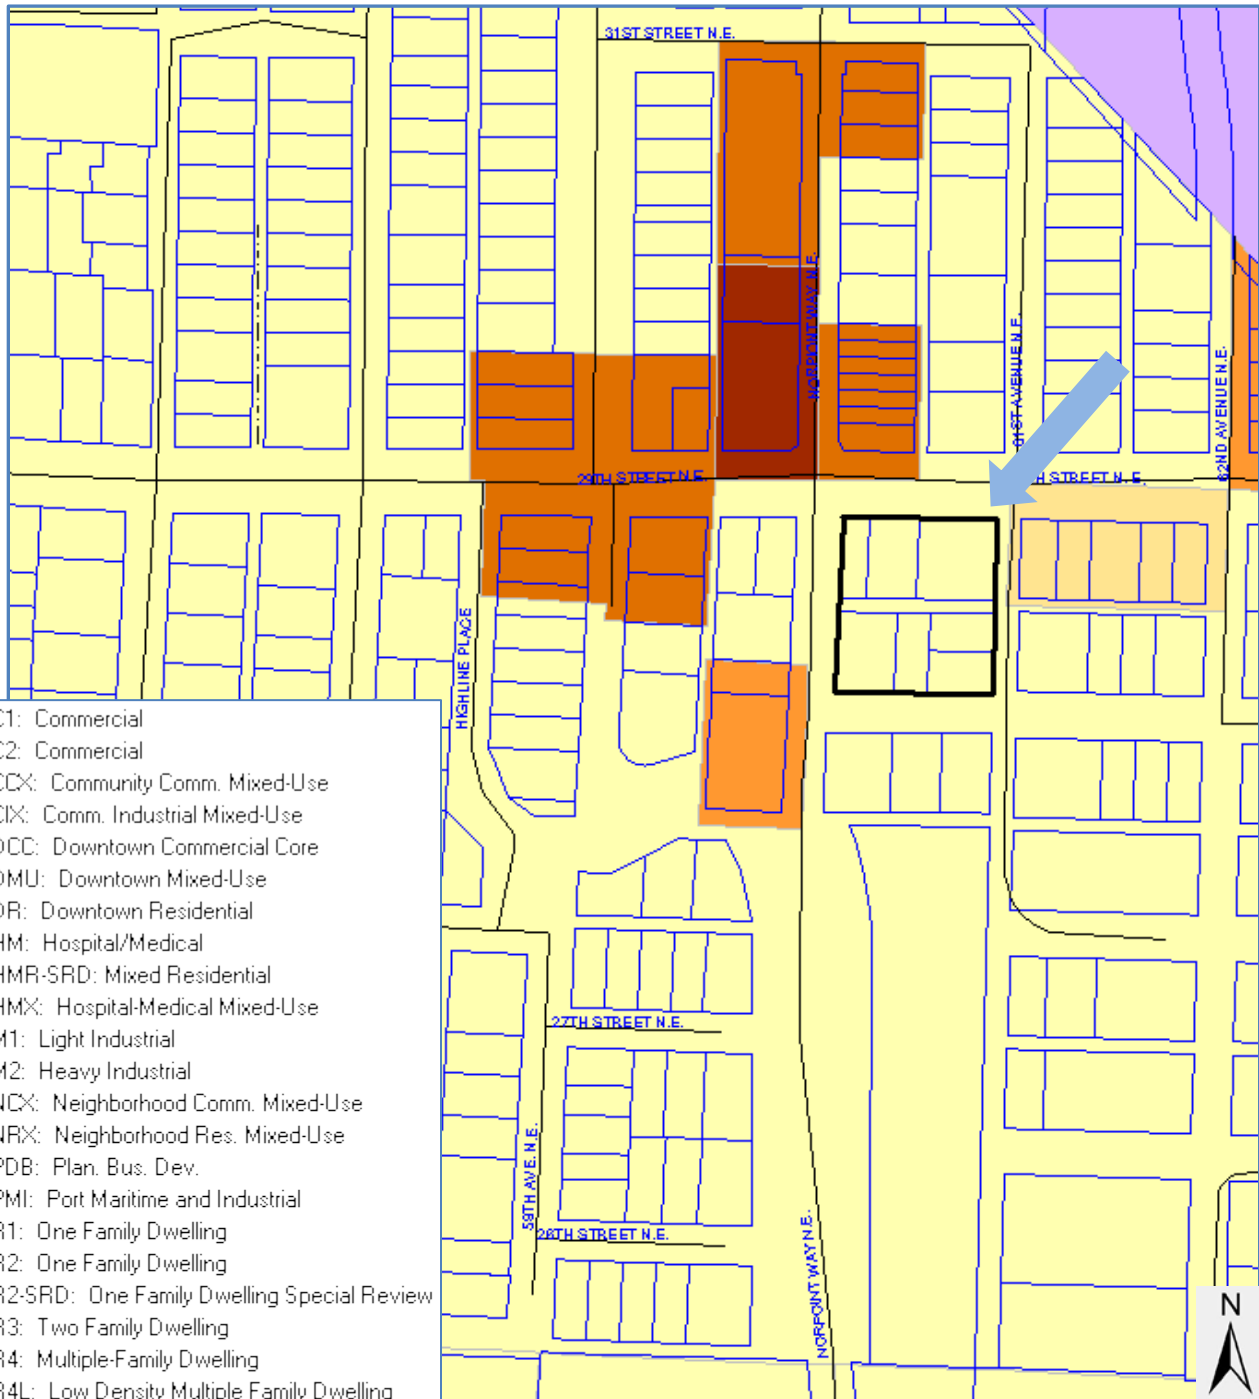 31ST STREET N.E.
NORPOINT WAY N.E.
61ST AVENUE N.E.
62ND AVENUE N.E.
29TH STREET N.E.
TH STREET N.E.
HIGHLINE PLACE
C1: Commercial
C2: Commercial
CCX: Community Comm. Mixed-Use
CIX: Comm. Industrial Mixed-Use
DCC: Downtown Commercial Core
DMU: Downtown Mixed-Use
DR: Downtown Residential
HM: Hospital/Medical
HMR-SRD: Mixed Residential
HMX: Hospital-Medical Mixed-Use
M1: Light Industrial
M2: Heavy Industrial
NCX: Neighborhood Comm. Mixed-Use
NRX: Neighborhood Res. Mixed-Use
PDB: Plan. Bus. Dev.
PMI: Port Maritime and Industrial
R1: One Family Dwelling
R2: One Family Dwelling
R2-SRD: One Family Dwelling Special Review
R3: Two Family Dwelling
R4: Multiple-Family Dwelling
R4L: Low Density Multiple Family Dwelling
27TH STREET N.E.
59TH AVE. N.E.
26TH STREET N.E.
NORPOINT WAY N.E.
N